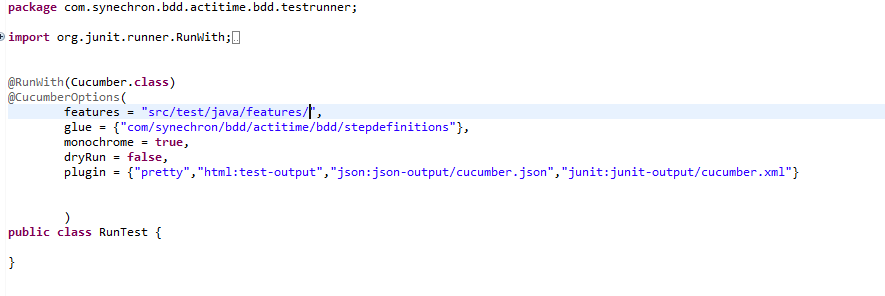 package com.synechron.bdd.actitime.bdd.testrunner;
import org.junit.runner.RunWith;
@RunWith(Cucumber.class)
@CucumberOptions(
features = "src/test/java/features/",
glue = {"com/synechron/bdd/actitime/bdd/stepdefinitions"},
monochrome = true,
dryRun = false,
plugin = {"pretty","html:test-output","json:json-output/cucumber.json","junit:junit-output/cucumber.xml"}
)
public class RunTest {
}